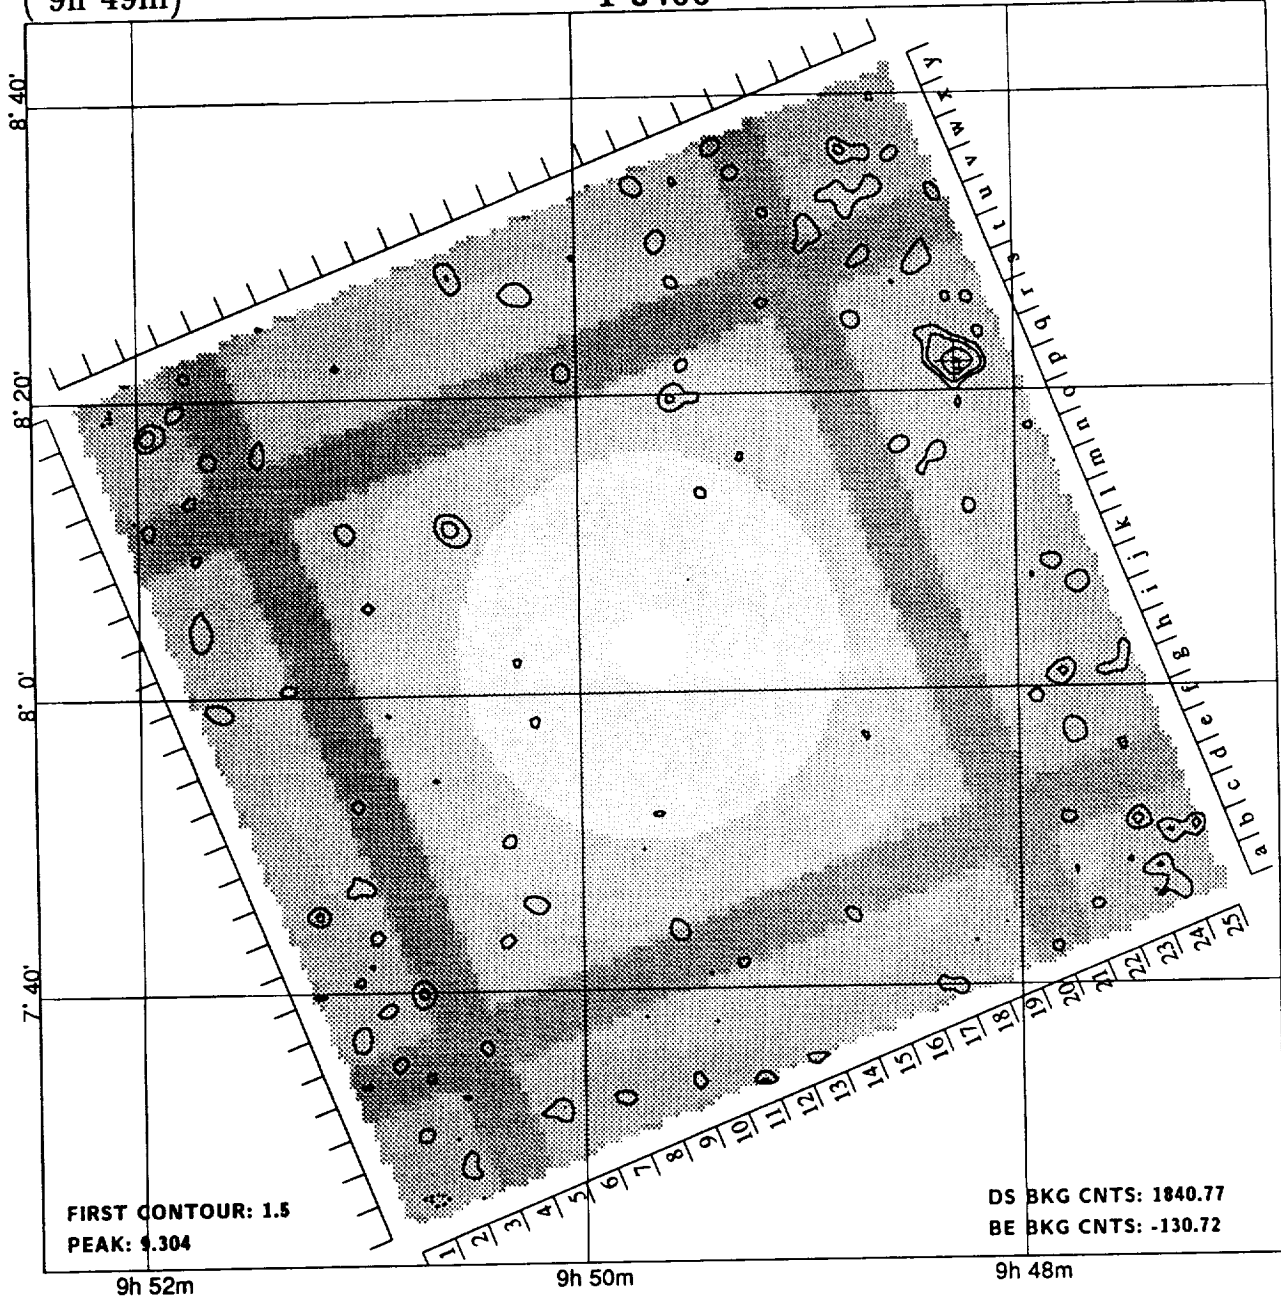 ( 9h 49m)
8° 40'
8° 20'
8° 0'
7° 40'
y
x
w
v
u
t
s
r
q
p
o
n
m
l
k
j
i
h
g
f
e
d
c
b
a
1
2
3
4
5
6
7
8
9
10
11
12
13
14
15
16
17
18
19
20
21
22
23
24
25
FIRST CONTOUR: 1.5
PEAK: 9.304
DS BKG CNTS: 1840.77
BE BKG CNTS: -130.72
9h 52m
9h 50m
9h 48m